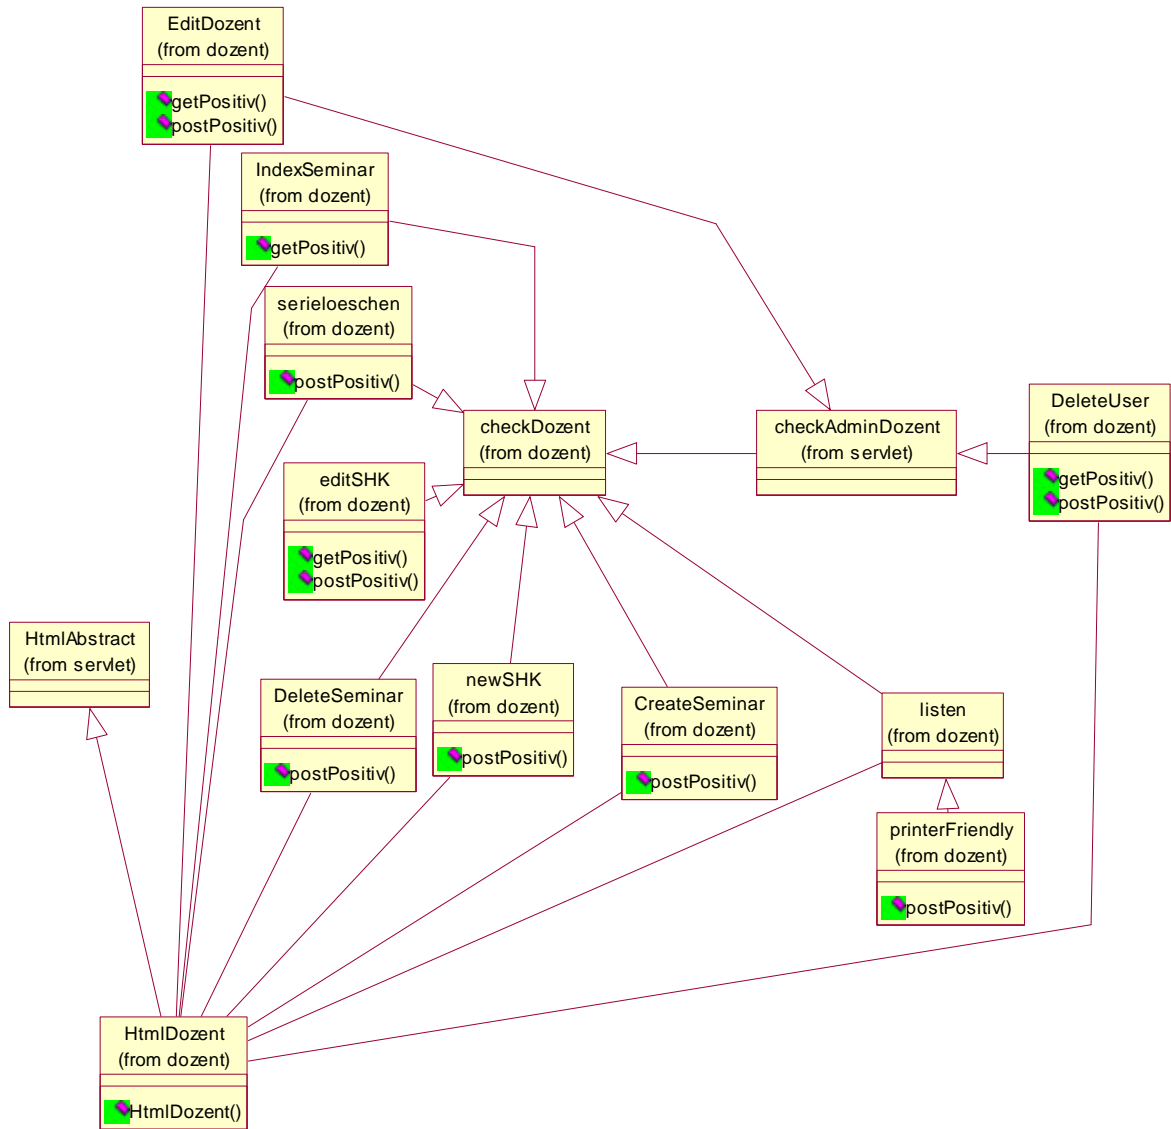 EditDozent
(from dozent)
getPositiv()
postPositiv()
IndexSeminar
(from dozent)
getPositiv()
serieloeschen
(from dozent)
postPositiv()
checkDozent
(from dozent)
checkAdminDozent
(from servlet)
DeleteUser
(from dozent)
getPositiv()
postPositiv()
editSHK
(from dozent)
getPositiv()
postPositiv()
HtmlAbstract
(from servlet)
DeleteSeminar
(from dozent)
postPositiv()
newSHK
(from dozent)
postPositiv()
CreateSeminar
(from dozent)
postPositiv()
listen
(from dozent)
printerFriendly
(from dozent)
postPositiv()
HtmlDozent
(from dozent)
HtmlDozent()